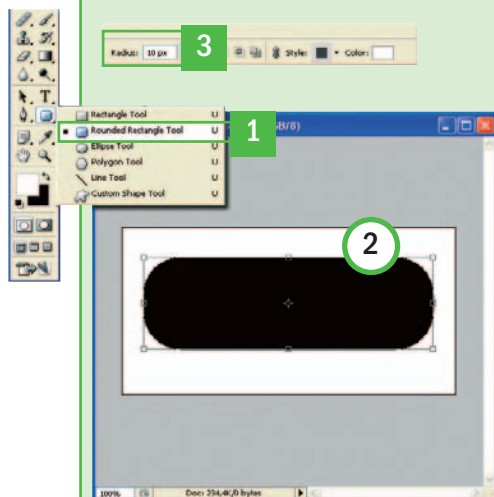 Radius: 10 px
3
Style:
Color:
T
Rectangle Tool U
Rounded Rectangle Tool U
1
Ellipse Tool U
Polygon Tool U
Line Tool U
Custom Shape Tool U
B/8)
2
100% Doc: 234,4K/0 bytes